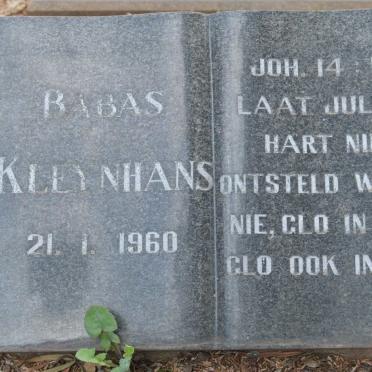 BABAS
KLEYNHANS
21. 1. 1960
JOH. 14 :
LAAT JUL
HART NI
ONTSTELD W
NIE, GLO IN
GLO OOK IN